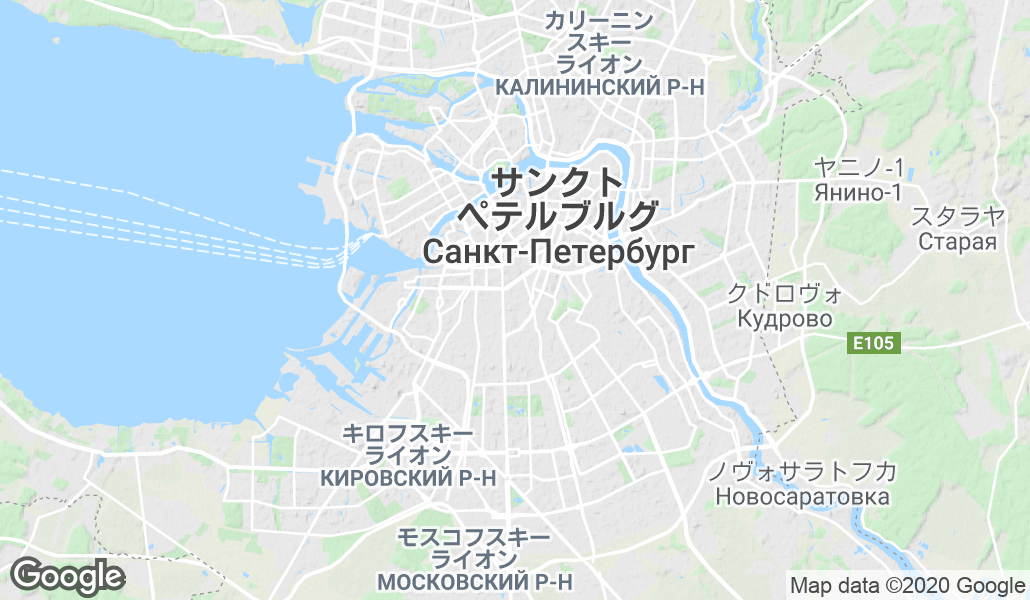 カリーニン
スキー
ライオン
КАЛИНИНСКИЙ Р-Н
サンクト
ペテルブルグ
Санкт-Петербург
ヤニノ-1
Янино-1
スタラヤ
Старая
クドロヴォ
Кудрово
E105
キロフスキー
ライオン
КИРОВСКИЙ Р-Н
ノヴォサラトフカ
Новосаратовка
モスコフスキー
ライオン
МОСКОВСКИЙ Р-Н
Google
Map data ©2020 Google